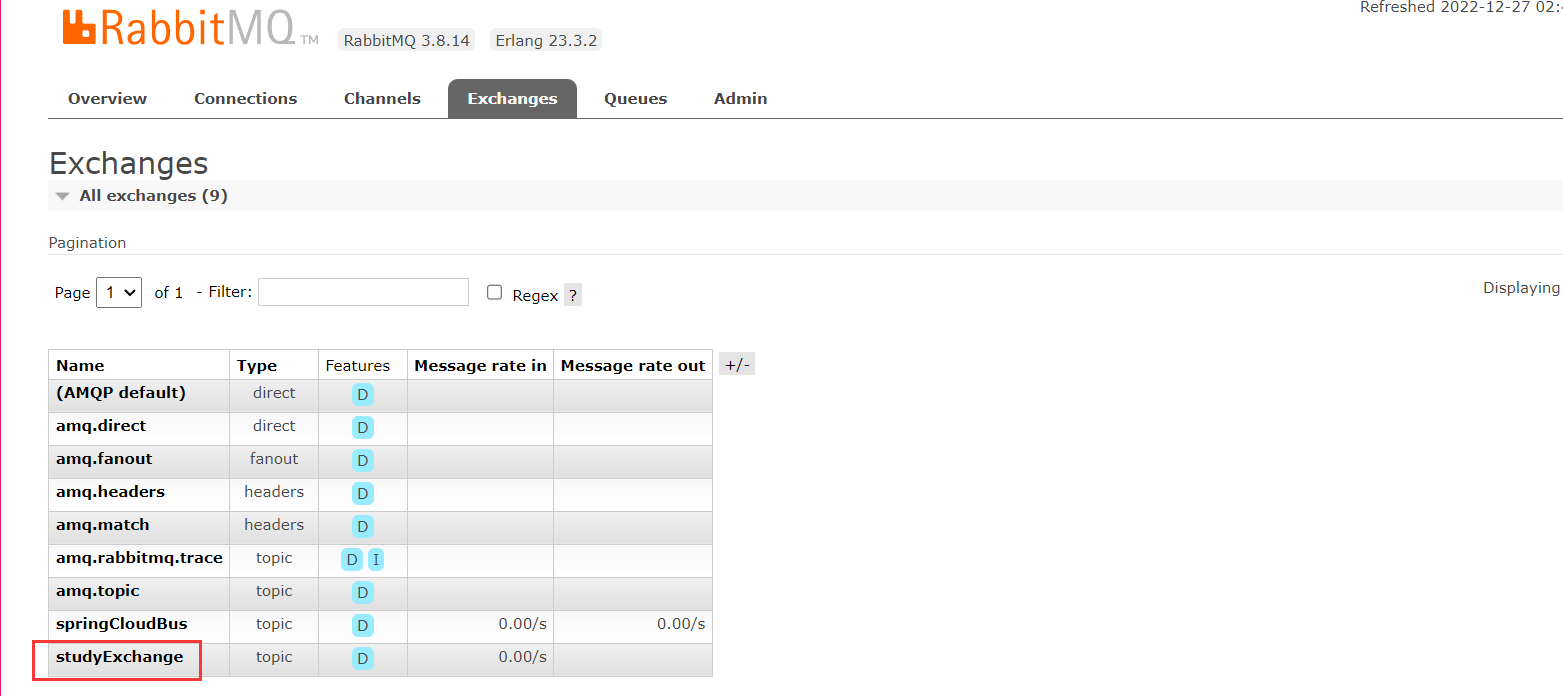 Refreshed 2022-12-27 02:
RabbitMQ TM RabbitMQ 3.8.14 Erlang 23.3.2
Overview Connections Channels Exchanges Queues Admin
Exchanges
All exchanges (9)
Pagination
Page 1 of 1 - Filter: Regex ? Displaying
Name Type Features Message rate in Message rate out +/-
(AMQP default) direct D
amq.direct direct D
amq.fanout fanout D
amq.headers headers D
amq.match headers D
amq.rabbitmq.trace topic D I
amq.topic topic D
springCloudBus topic D 0.00/s 0.00/s
studyExchange topic D 0.00/s